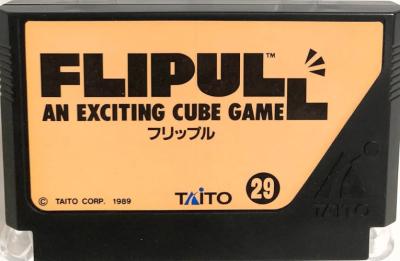 FLIPULL™
AN EXCITING CUBE GAME
フリップル
© TAITO CORP. 1989
TAITO
29
TAITO